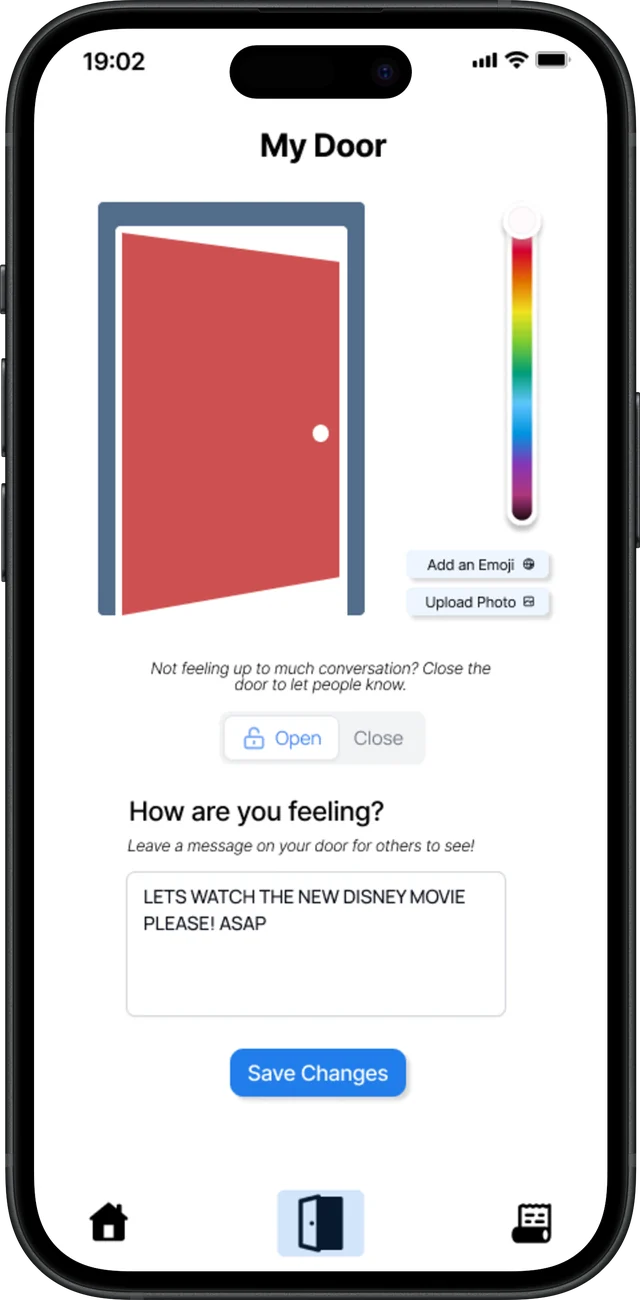 19:02
My Door
Add an Emoji
Upload Photo
Not feeling up to much conversation? Close the
door to let people know.
Open
Close
How are you feeling?
Leave a message on your door for others to see!
LETS WATCH THE NEW DISNEY MOVIE
PLEASE! ASAP
Save Changes